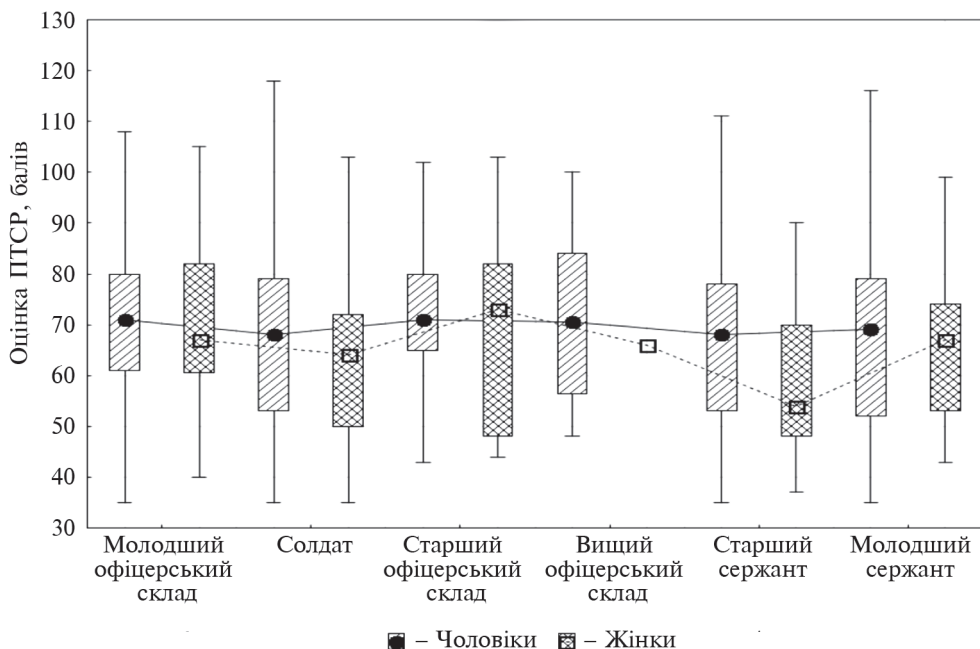 Оцінка ПТСР, балів
130
120
110
100
90
80
70
60
50
40
30
Молодший офіцерський склад
Солдат
Старший офіцерський склад
Вищий офіцерський склад
Старший сержант
Молодший сержант
– Чоловіки
– Жінки